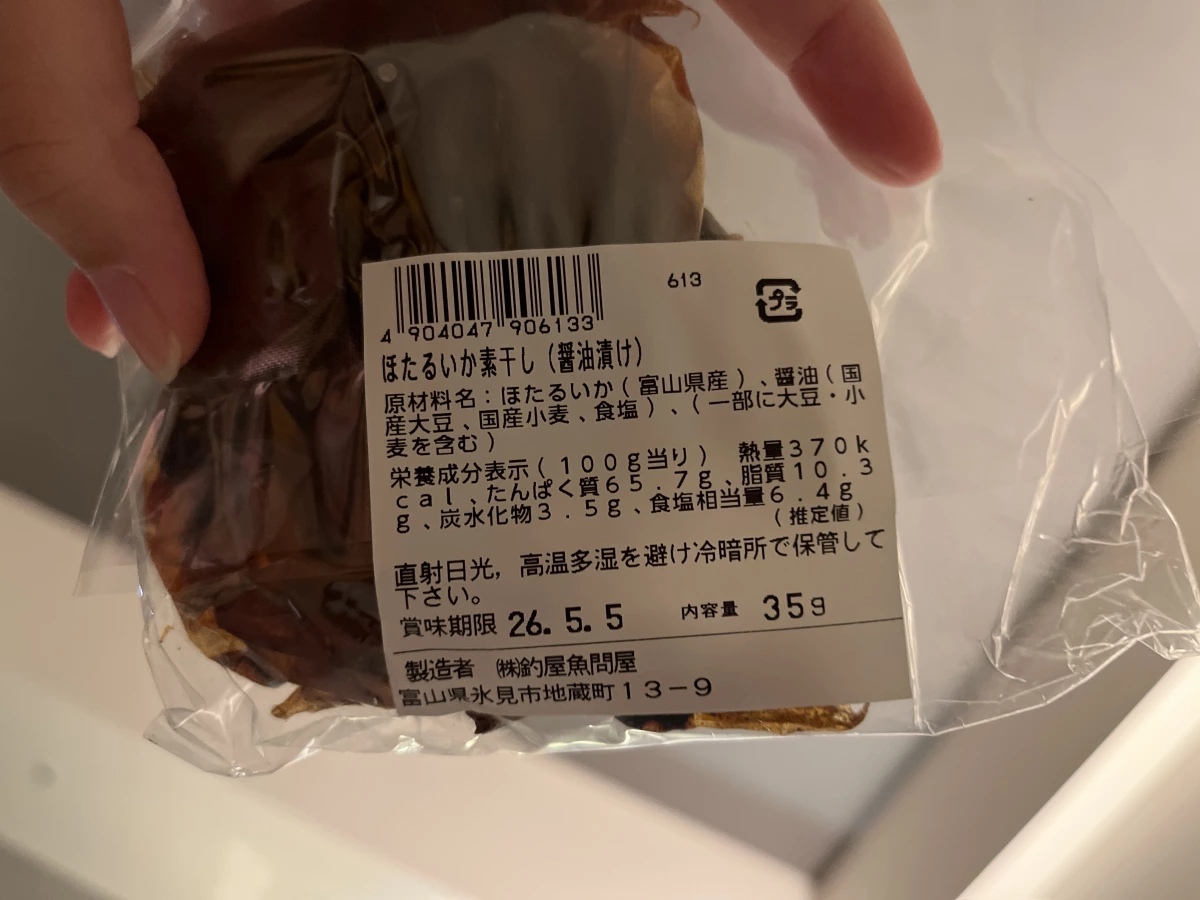 613
プラ
4 904047 906133
ほたるいか素干し(醤油漬け)
原材料名:ほたるいか(富山県産)、醤油(国
産大豆、国産小麦、食塩)、(一部に大豆・小
麦を含む)
栄養成分表示(100g当り) 熱量370k
cal、たんぱく質65.7g、脂質10.3
g、炭水化物3.5g、食塩相当量6.4g
(推定値)
直射日光,高温多湿を避け冷暗所で保管して
下さい。
賞味期限 26.5.5 内容量 35g
製造者 ㈱釣屋魚問屋
富山県氷見市地蔵町13-9